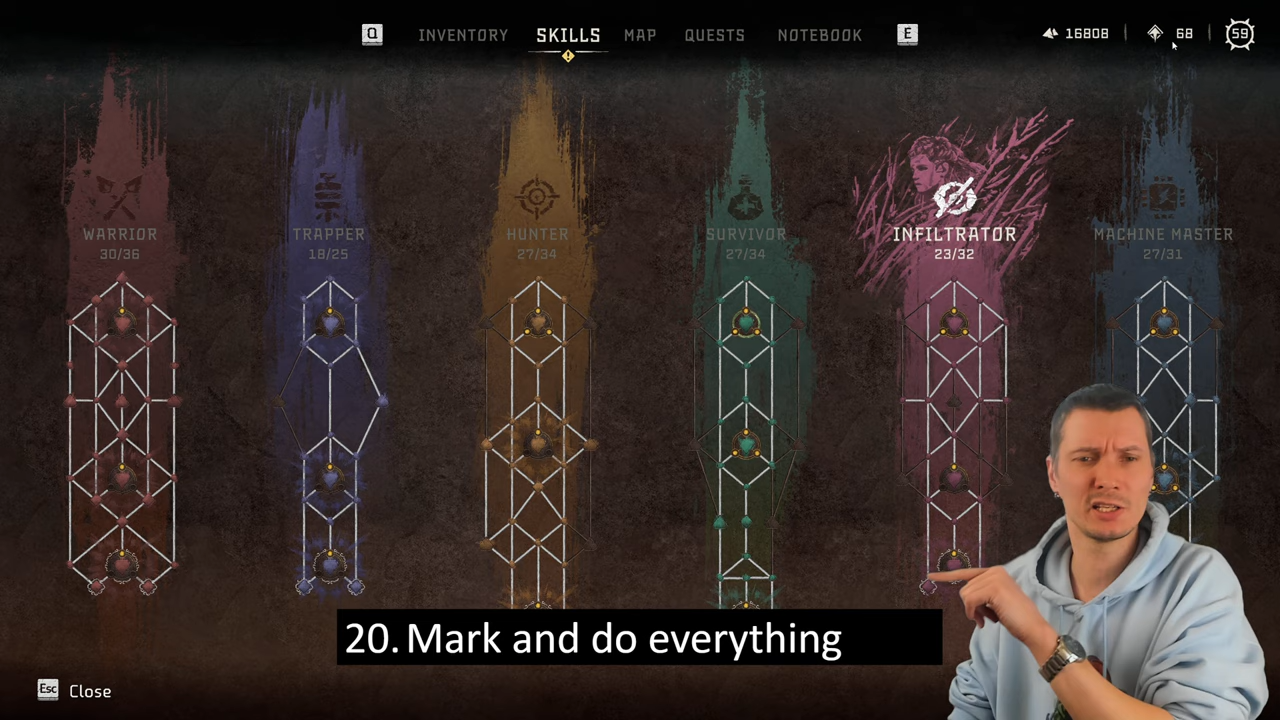 Q INVENTORY SKILLS MAP QUESTS NOTEBOOK E 16808 68 59
WARRIOR
30/36
TRAPPER
18/25
HUNTER
27/34
SURVIVOR
27/34
INFILTRATOR
23/32
MACHINE MASTER
27/31
20. Mark and do everything
Esc Close